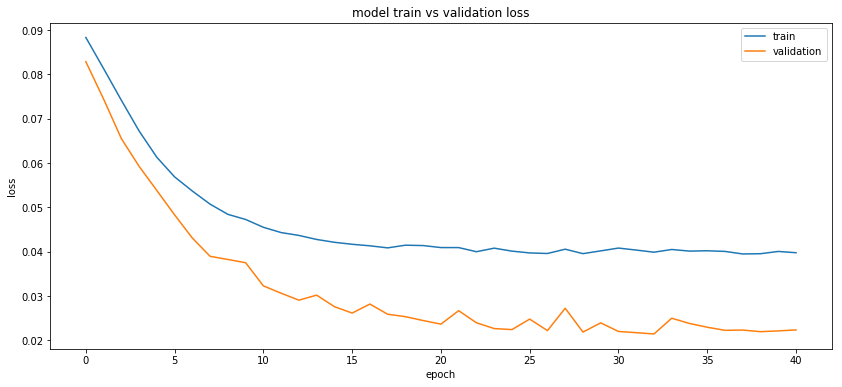 model train vs validation loss
train
validation
0.09
0.08
0.07
0.06
0.05
0.04
0.03
0.02
loss
0 5 10 15 20 25 30 35 40
epoch